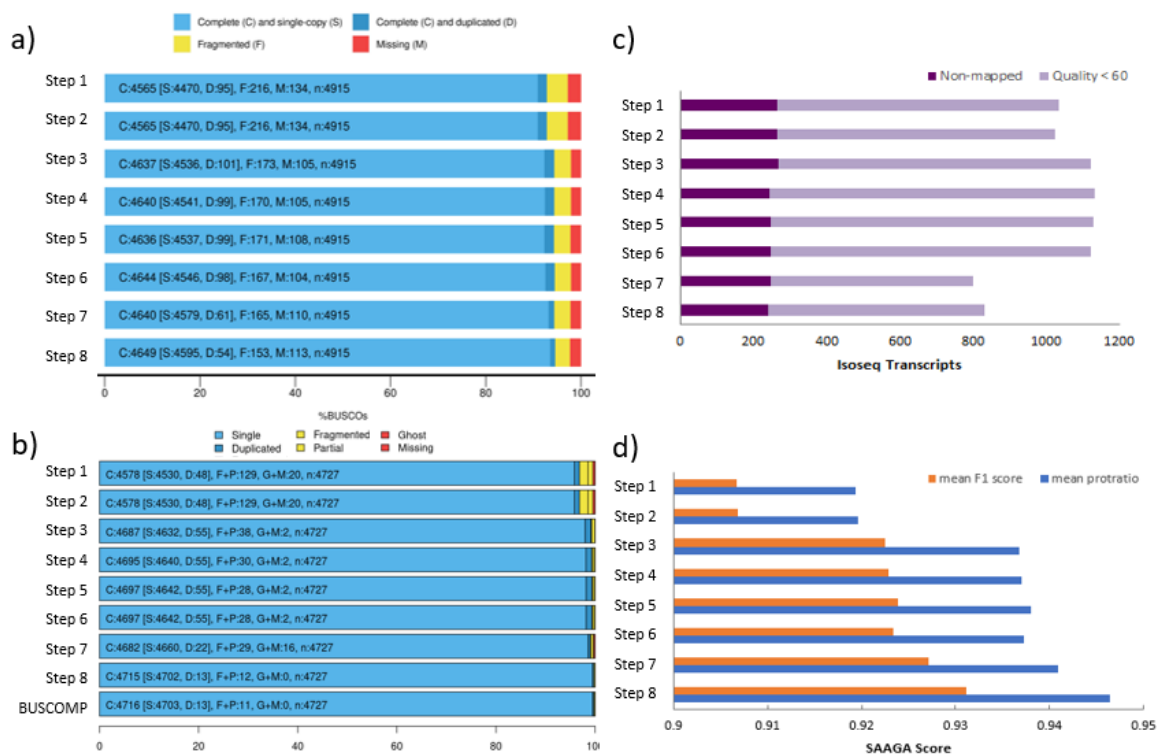 a)
Complete (C) and single-copy (S)
Complete (C) and duplicated (D)
Fragmented (F)
Missing (M)
Step 1
C:4565 [S:4470, D:95], F:216, M:134, n:4915
Step 2
C:4565 [S:4470, D:95], F:216, M:134, n:4915
Step 3
C:4637 [S:4536, D:101], F:173, M:105, n:4915
Step 4
C:4640 [S:4541, D:99], F:170, M:105, n:4915
Step 5
C:4636 [S:4537, D:99], F:171, M:108, n:4915
Step 6
C:4644 [S:4546, D:98], F:167, M:104, n:4915
Step 7
C:4640 [S:4579, D:61], F:165, M:110, n:4915
Step 8
C:4649 [S:4595, D:54], F:153, M:113, n:4915
0 20 40 60 80 100
%BUSCOs
b)
Single
Fragmented
Ghost
Duplicated
Partial
Missing
Step 1
C:4578 [S:4530, D:48], F+P:129, G+M:20, n:4727
Step 2
C:4578 [S:4530, D:48], F+P:129, G+M:20, n:4727
Step 3
C:4687 [S:4632, D:55], F+P:38, G+M:2, n:4727
Step 4
C:4695 [S:4640, D:55], F+P:30, G+M:2, n:4727
Step 5
C:4697 [S:4642, D:55], F+P:28, G+M:2, n:4727
Step 6
C:4697 [S:4642, D:55], F+P:28, G+M:2, n:4727
Step 7
C:4682 [S:4660, D:22], F+P:29, G+M:16, n:4727
Step 8
C:4715 [S:4702, D:13], F+P:12, G+M:0, n:4727
BUSCOMP
C:4716 [S:4703, D:13], F+P:11, G+M:0, n:4727
0 20 40 60 80
c)
Non-mapped
Quality < 60
Step 1
Step 2
Step 3
Step 4
Step 5
Step 6
Step 7
Step 8
0 200 400 600 800 1000 1200
Isoseq Transcripts
d)
mean F1 score
mean protratio
Step 1
Step 2
Step 3
Step 4
Step 5
Step 6
Step 7
Step 8
0.9 0.91 0.92 0.93 0.94 0.95
SAAGA Score